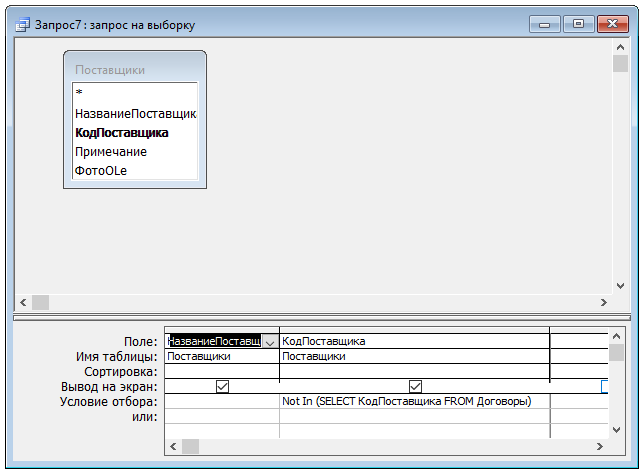 Запрос7 : запрос на выборку
Поставщики
*
НазваниеПоставщика
КодПоставщика
Примечание
ФотоOLe
Поле: НазваниеПоставщ КодПоставщика
Имя таблицы: Поставщики Поставщики
Сортировка:
Вывод на экран:
Условие отбора: Not In (SELECT КодПоставщика FROM Договоры)
или: